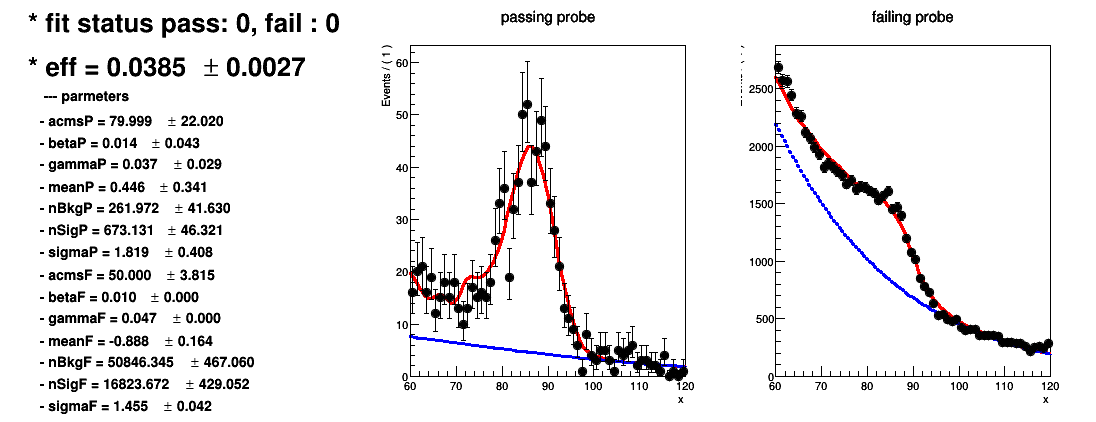 * fit status pass: 0, fail : 0
* eff = 0.0385 ± 0.0027
--- parmeters
- acmsP = 79.999 ± 22.020
- betaP = 0.014 ± 0.043
- gammaP = 0.037 ± 0.029
- meanP = 0.446 ± 0.341
- nBkgP = 261.972 ± 41.630
- nSigP = 673.131 ± 46.321
- sigmaP = 1.819 ± 0.408
- acmsF = 50.000 ± 3.815
- betaF = 0.010 ± 0.000
- gammaF = 0.047 ± 0.000
- meanF = -0.888 ± 0.164
- nBkgF = 50846.345 ± 467.060
- nSigF = 16823.672 ± 429.052
- sigmaF = 1.455 ± 0.042
passing probe
Events / ( 1 )
60
50
40
30
20
10
0
60 70 80 90 100 110 120
x
failing probe
2500
2000
1500
1000
500
0
60 70 80 90 100 110 120
x